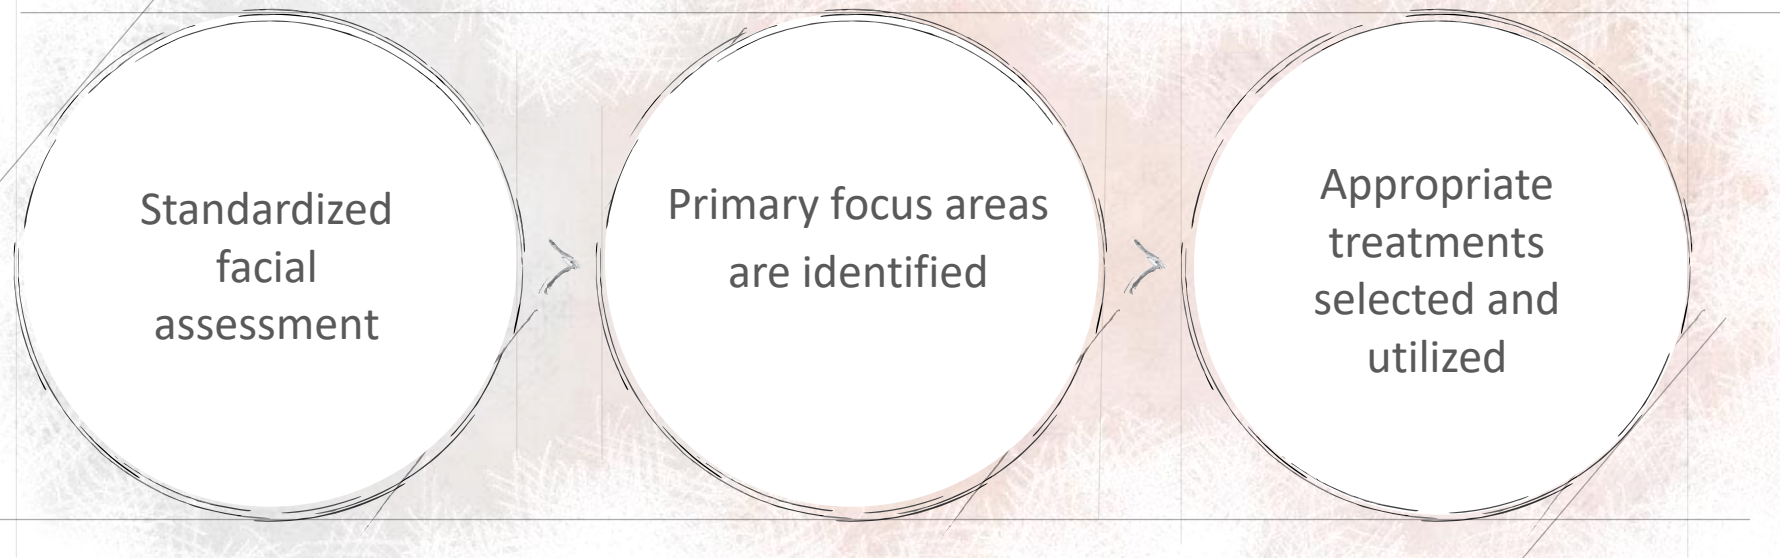 Standardized
facial
assessment
Primary focus areas
are identified
Appropriate
treatments
selected and
utilized